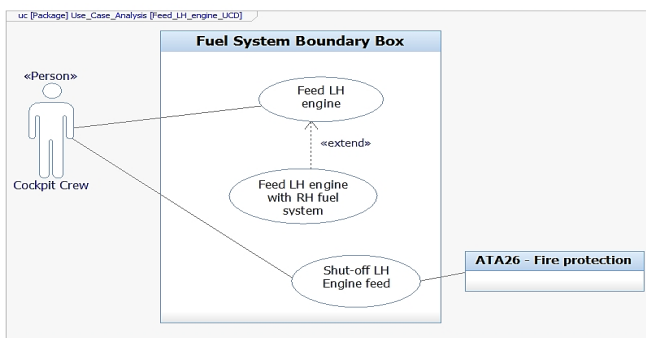 uc [Package] Use_Case_Analysis [Feed_LH_engine_UCD]
Fuel System Boundary Box
«Person»
Cockpit Crew
Feed LH
engine
«extend»
Feed LH engine
with RH fuel
system
Shut-off LH
Engine feed
ATA26 - Fire protection